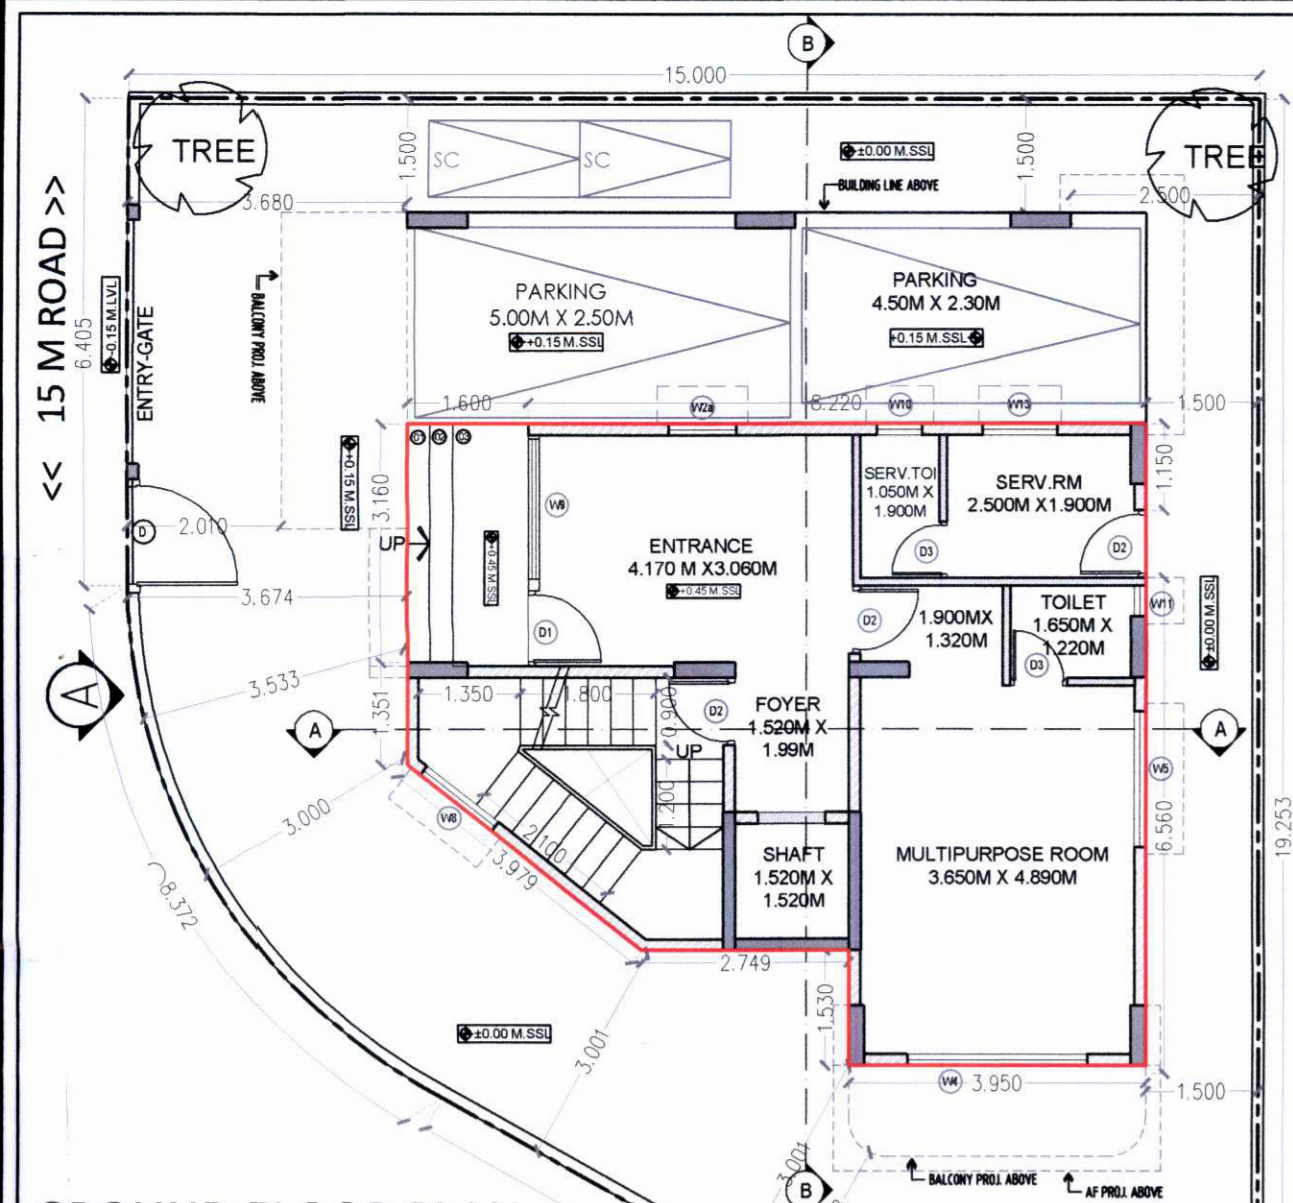 B
15.000
TREE
TREE
SC
SC
1.500
±0.00 M.SSL
1.500
BUILDING LINE ABOVE
3.680
2.500
<< 15 M ROAD >>
6.405
-0.15 M.LVL
ENTRY-GATE
BALCONY PROJ. ABOVE
PARKING
5.00M X 2.50M
+0.15 M.SSL
PARKING
4.50M X 2.30M
+0.15 M.SSL
1.600
W2a
8.220
W10
W13
1.500
01
02
03
+0.15 M.SSL
3.160
W9
SERV.TOI
1.050M X
1.900M
SERV.RM
2.500M X1.900M
1.150
D
2.010
UP
+0.45 M.SSL
ENTRANCE
4.170 M X3.060M
+0.45 M.SSL
D3
D2
3.674
D1
D2
1.900MX
1.320M
TOILET
1.650M X
1.220M
D3
W11
±0.00 M.SSL
A
3.533
1.351
1.350
1.800
0.900
D2
FOYER
1.520M X
1.99M
A
UP
A
W5
3.000
W8
2.100
1.200
3.979
SHAFT
1.520M X
1.520M
MULTIPURPOSE ROOM
3.650M X 4.890M
6.560
19.253
8.372
2.749
1.530
±0.00 M.SSL
3.001
W4
3.950
1.500
3.001
B
BALCONY PROJ. ABOVE
AF PROJ. ABOVE